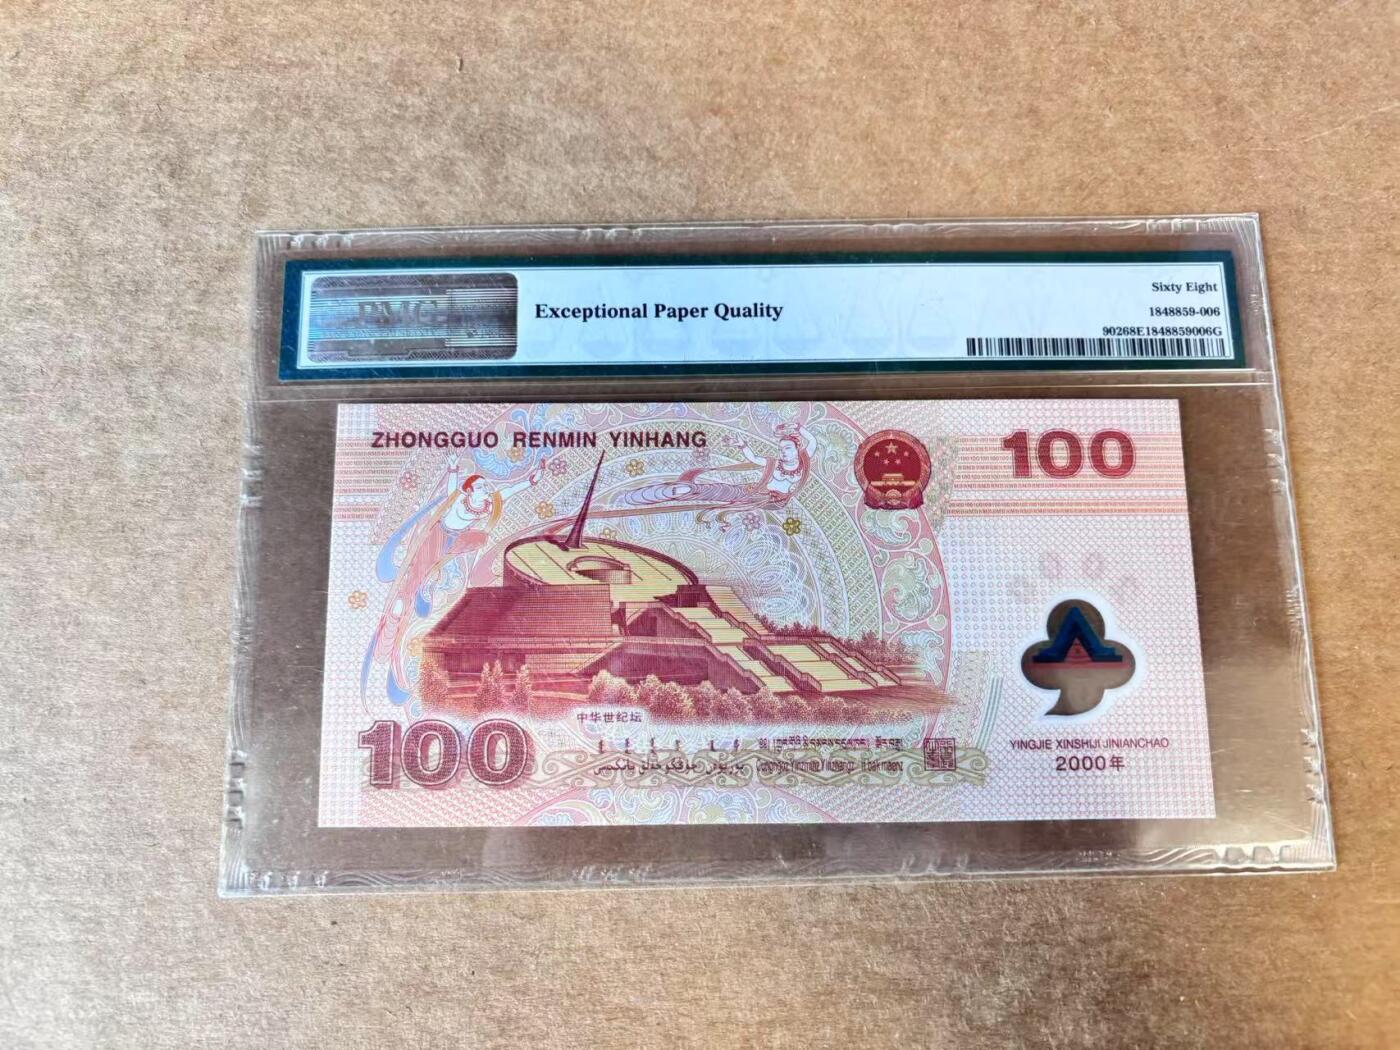 PMG
Exceptional Paper Quality
Sixty Eight
1848859-006
90268E1848859006G
ZHONGGUO RENMIN YINHANG
100
中华世纪坛
100
YINGJIE XINSHIJI JINIANCHAO
2000年